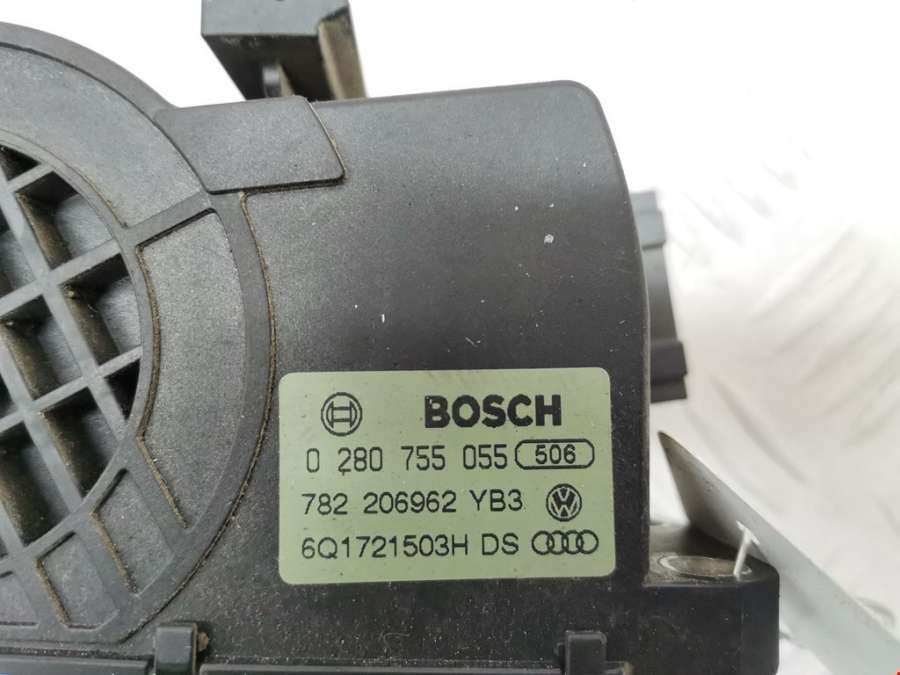 BOSCH
0 280 755 055 506
782 206962 YB3
6Q1721503H DS